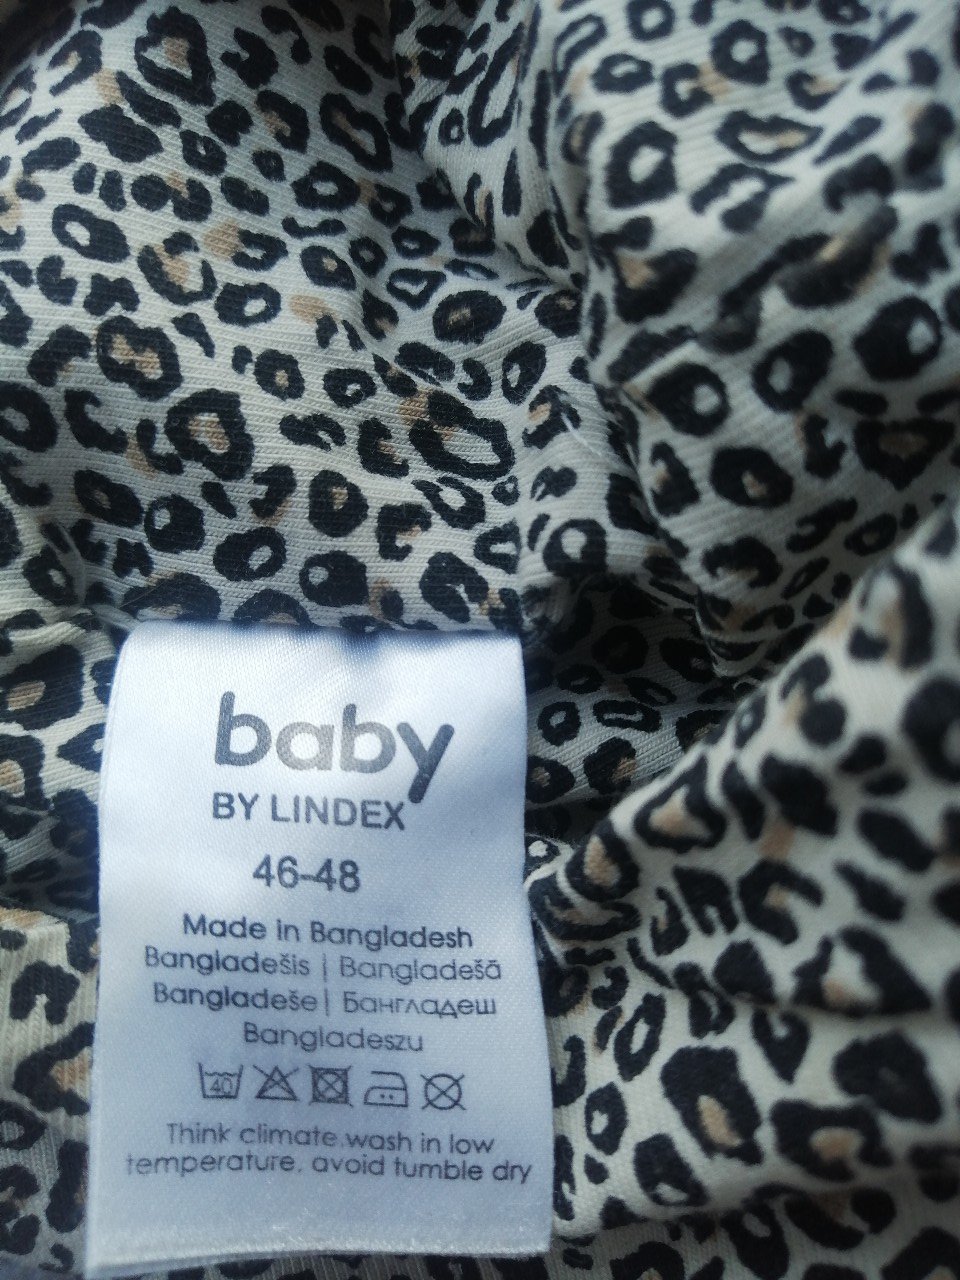 baby
BY LINDEX
46-48
Made in Bangladesh
Bangladešis | Bangladešā
Bangladeše | Бангладеш
Bangladeszu
40
Think climate.wash in low
temperature. avoid tumble dry